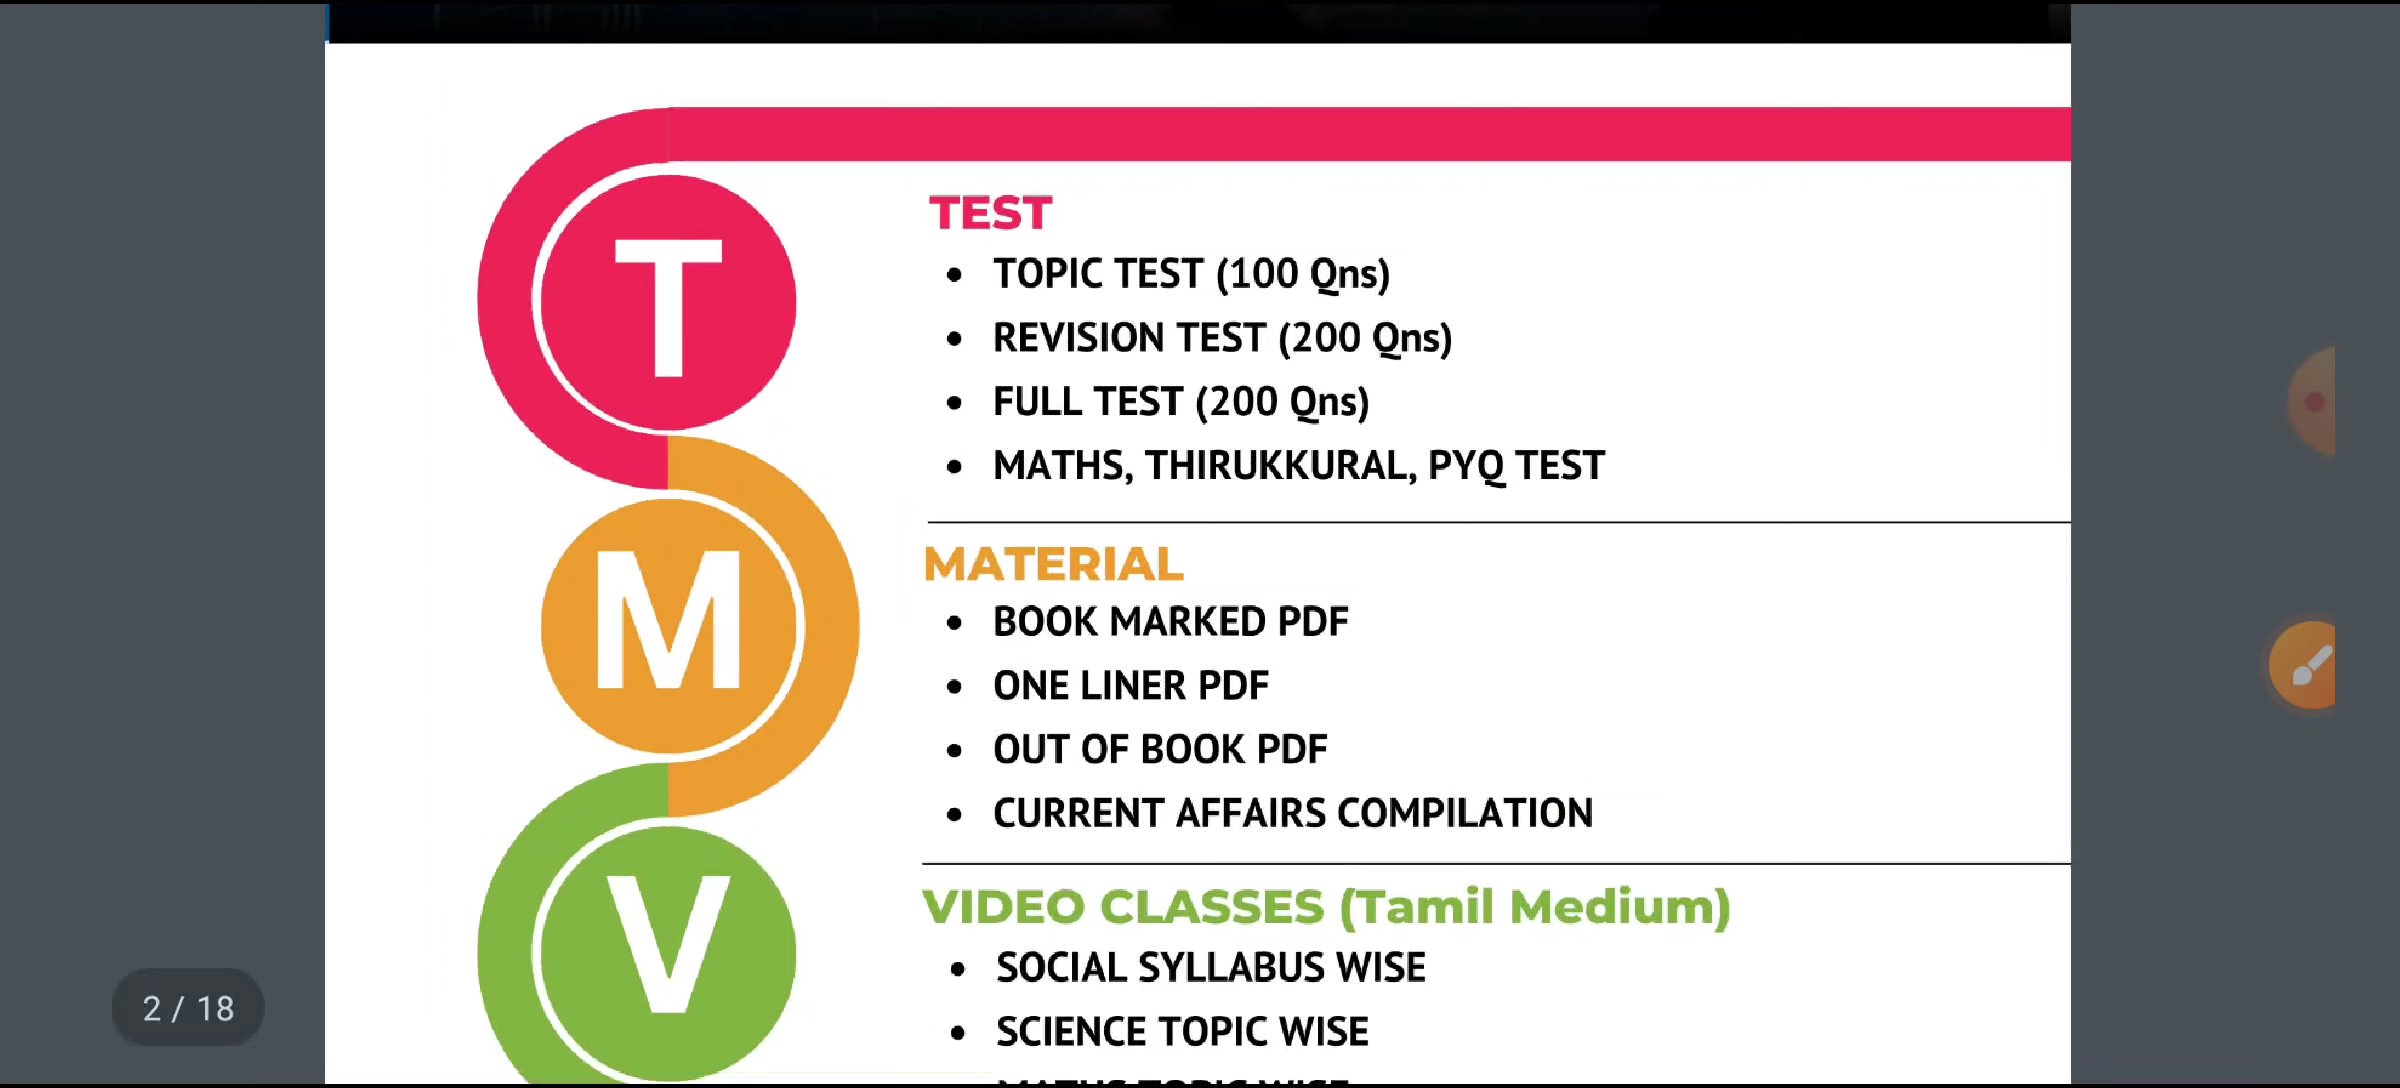 T
TEST
• TOPIC TEST (100 Qns)
• REVISION TEST (200 Qns)
• FULL TEST (200 Qns)
• MATHS, THIRUKKURAL, PYQ TEST
M
MATERIAL
• BOOK MARKED PDF
• ONE LINER PDF
• OUT OF BOOK PDF
• CURRENT AFFAIRS COMPILATION
V
VIDEO CLASSES (Tamil Medium)
• SOCIAL SYLLABUS WISE
• SCIENCE TOPIC WISE
2 / 18